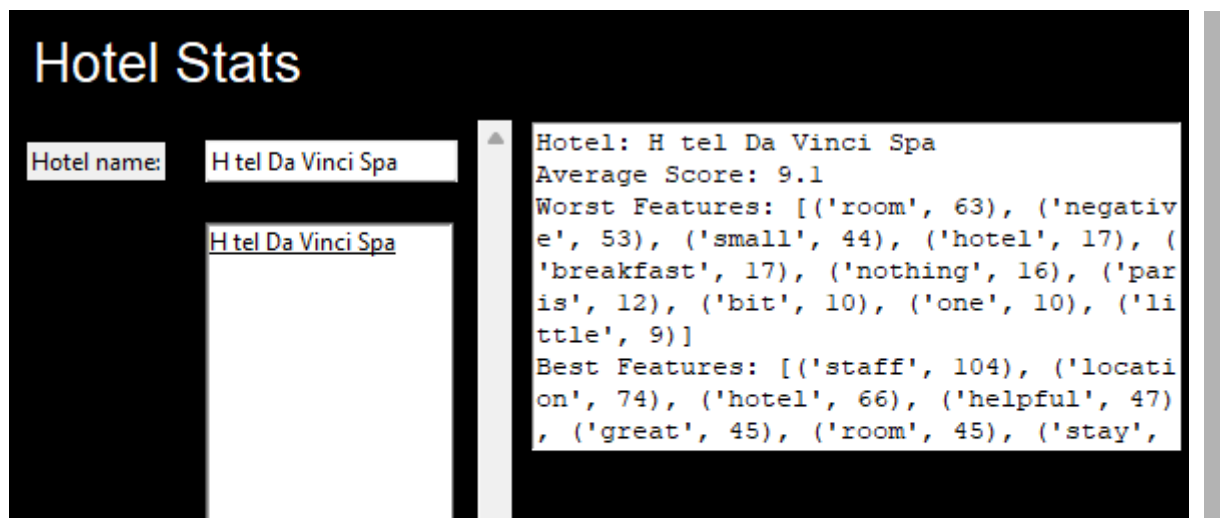 Hotel Stats
Hotel name:
H tel Da Vinci Spa
H tel Da Vinci Spa
Hotel: H tel Da Vinci Spa
Average Score: 9.1
Worst Features: [('room', 63), ('negativ
e', 53), ('small', 44), ('hotel', 17), (
'breakfast', 17), ('nothing', 16), ('par
is', 12), ('bit', 10), ('one', 10), ('li
ttle', 9)]
Best Features: [('staff', 104), ('locati
on', 74), ('hotel', 66), ('helpful', 47)
, ('great', 45), ('room', 45), ('stay',